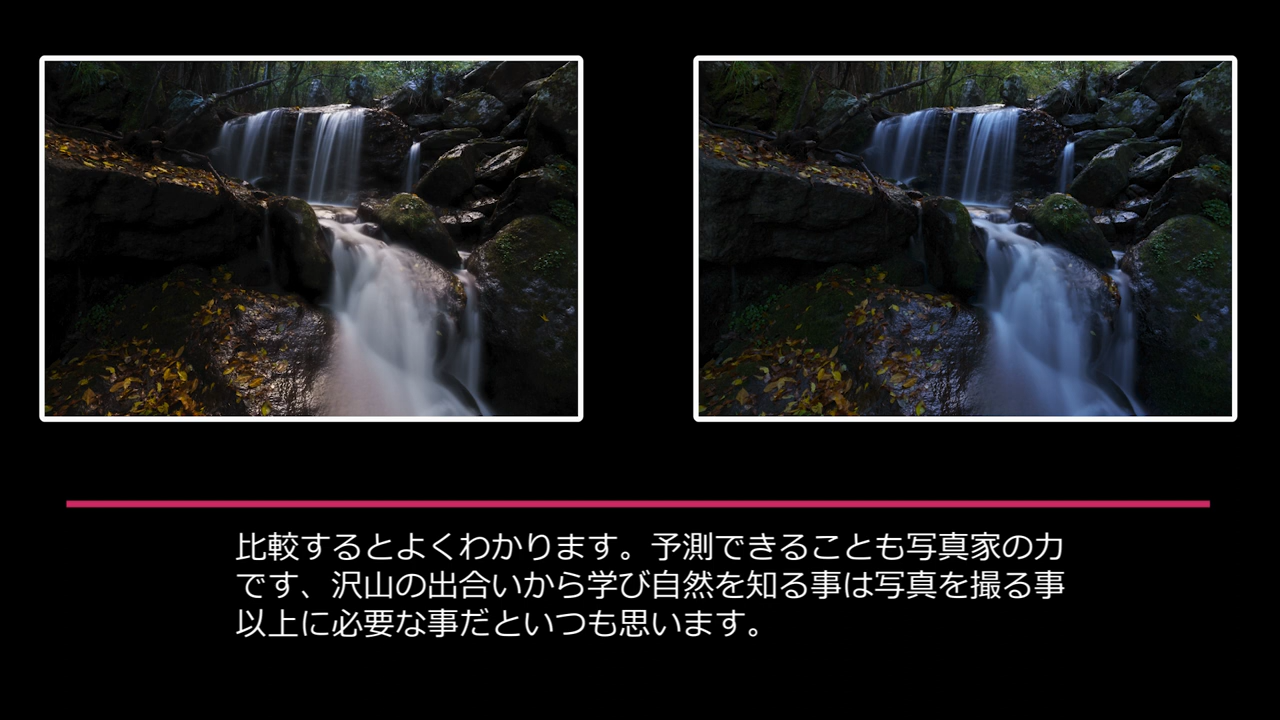 比較するとよくわかります。予測できることも写真家の力
です、沢山の出合いから学び自然を知る事は写真を撮る事
以上に必要な事だといつも思います。